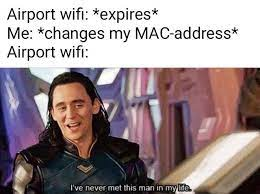 Airport wifi: *expires*
Me: *changes my MAC-address*
Airport wifi:
I've never met this man in my life.